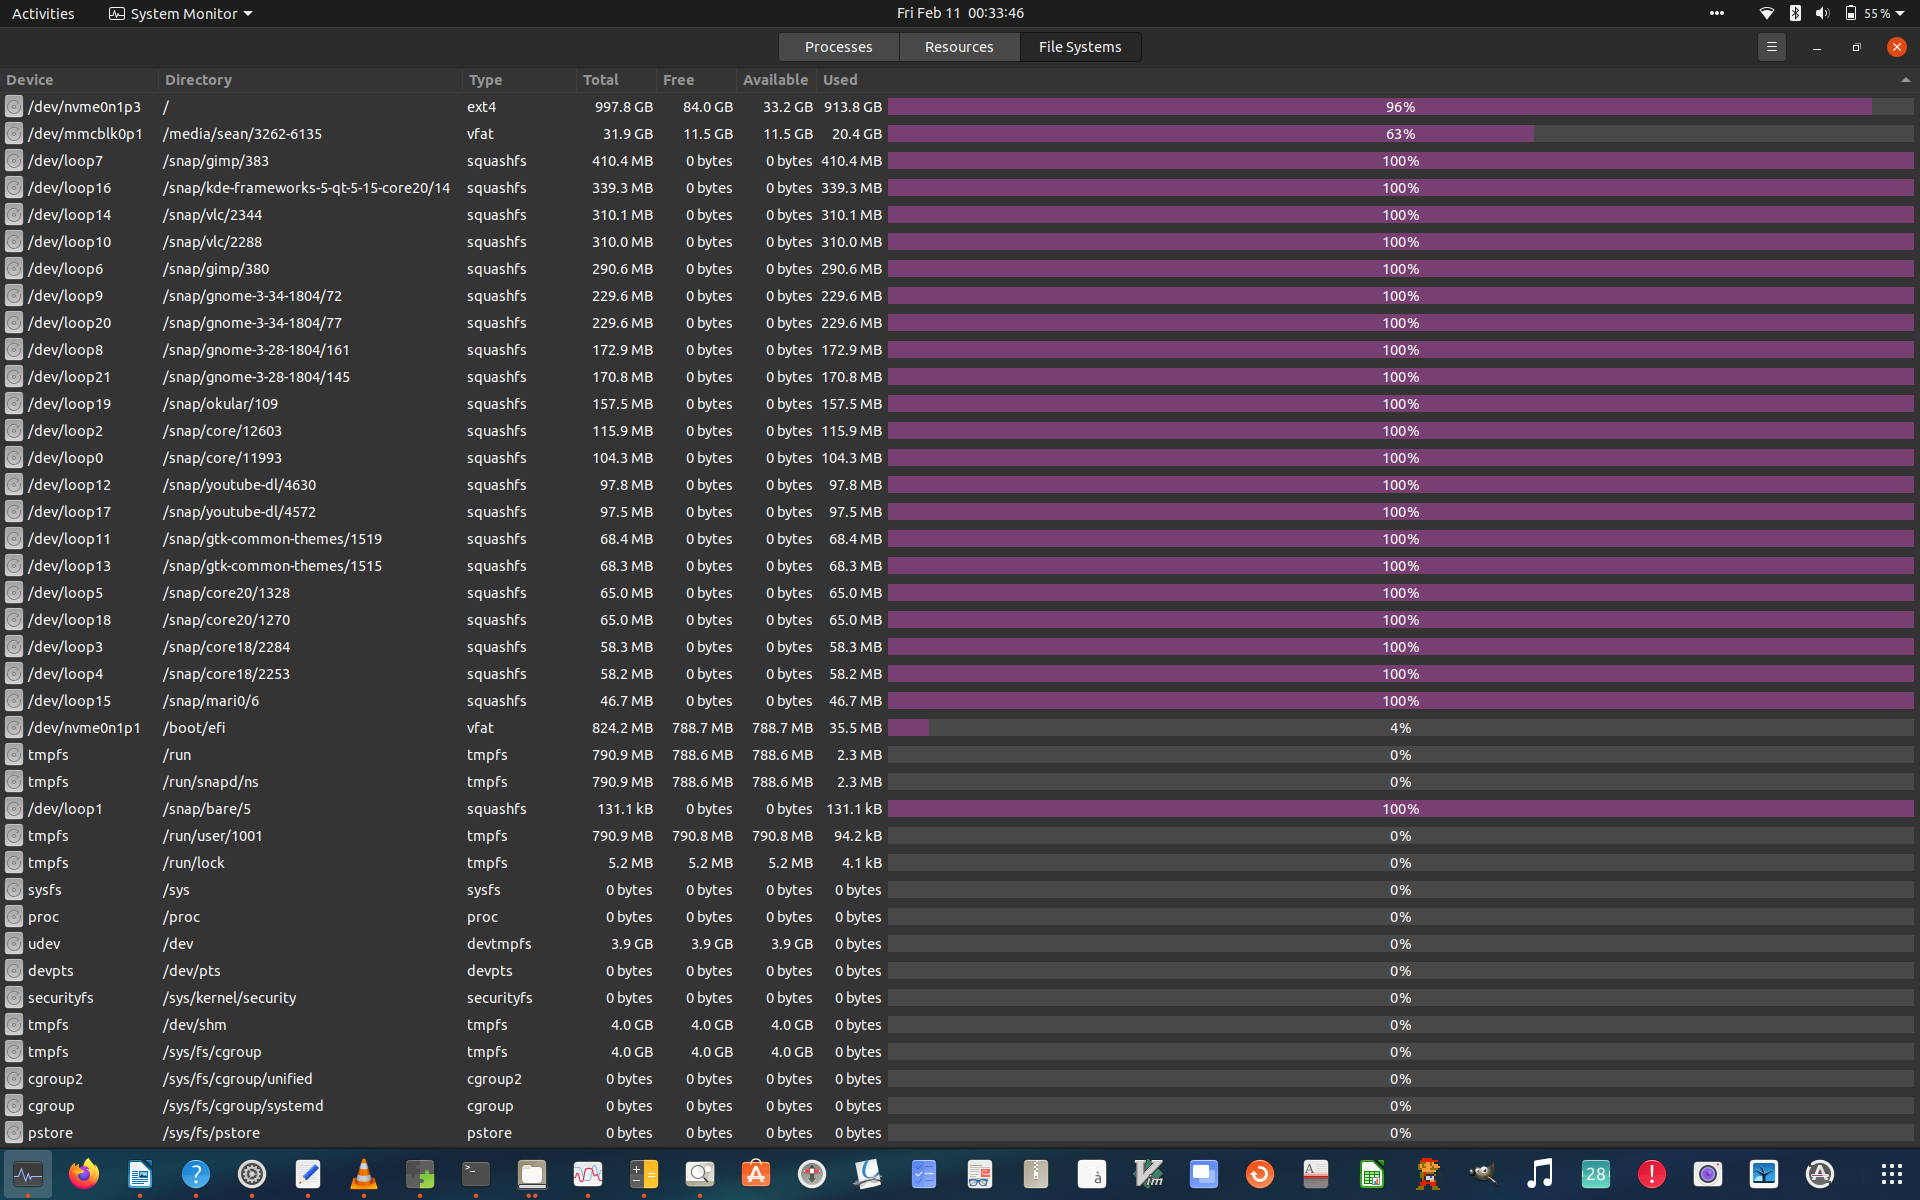 Activities System Monitor Fri Feb 11 00:33:46 55 %
Processes Resources File Systems
Device Directory Type Total Free Available Used
/dev/nvme0n1p3 / ext4 997.8 GB 84.0 GB 33.2 GB 913.8 GB 96%
/dev/mmcblk0p1 /media/sean/3262-6135 vfat 31.9 GB 11.5 GB 11.5 GB 20.4 GB 63%
/dev/loop7 /snap/gimp/383 squashfs 410.4 MB 0 bytes 0 bytes 410.4 MB 100%
/dev/loop16 /snap/kde-frameworks-5-qt-5-15-core20/14 squashfs 339.3 MB 0 bytes 0 bytes 339.3 MB 100%
/dev/loop14 /snap/vlc/2344 squashfs 310.1 MB 0 bytes 0 bytes 310.1 MB 100%
/dev/loop10 /snap/vlc/2288 squashfs 310.0 MB 0 bytes 0 bytes 310.0 MB 100%
/dev/loop6 /snap/gimp/380 squashfs 290.6 MB 0 bytes 0 bytes 290.6 MB 100%
/dev/loop9 /snap/gnome-3-34-1804/72 squashfs 229.6 MB 0 bytes 0 bytes 229.6 MB 100%
/dev/loop20 /snap/gnome-3-34-1804/77 squashfs 229.6 MB 0 bytes 0 bytes 229.6 MB 100%
/dev/loop8 /snap/gnome-3-28-1804/161 squashfs 172.9 MB 0 bytes 0 bytes 172.9 MB 100%
/dev/loop21 /snap/gnome-3-28-1804/145 squashfs 170.8 MB 0 bytes 0 bytes 170.8 MB 100%
/dev/loop19 /snap/okular/109 squashfs 157.5 MB 0 bytes 0 bytes 157.5 MB 100%
/dev/loop2 /snap/core/12603 squashfs 115.9 MB 0 bytes 0 bytes 115.9 MB 100%
/dev/loop0 /snap/core/11993 squashfs 104.3 MB 0 bytes 0 bytes 104.3 MB 100%
/dev/loop12 /snap/youtube-dl/4630 squashfs 97.8 MB 0 bytes 0 bytes 97.8 MB 100%
/dev/loop17 /snap/youtube-dl/4572 squashfs 97.5 MB 0 bytes 0 bytes 97.5 MB 100%
/dev/loop11 /snap/gtk-common-themes/1519 squashfs 68.4 MB 0 bytes 0 bytes 68.4 MB 100%
/dev/loop13 /snap/gtk-common-themes/1515 squashfs 68.3 MB 0 bytes 0 bytes 68.3 MB 100%
/dev/loop5 /snap/core20/1328 squashfs 65.0 MB 0 bytes 0 bytes 65.0 MB 100%
/dev/loop18 /snap/core20/1270 squashfs 65.0 MB 0 bytes 0 bytes 65.0 MB 100%
/dev/loop3 /snap/core18/2284 squashfs 58.3 MB 0 bytes 0 bytes 58.3 MB 100%
/dev/loop4 /snap/core18/2253 squashfs 58.2 MB 0 bytes 0 bytes 58.2 MB 100%
/dev/loop15 /snap/mari0/6 squashfs 46.7 MB 0 bytes 0 bytes 46.7 MB 100%
/dev/nvme0n1p1 /boot/efi vfat 824.2 MB 788.7 MB 788.7 MB 35.5 MB 4%
tmpfs /run tmpfs 790.9 MB 788.6 MB 788.6 MB 2.3 MB 0%
tmpfs /run/snapd/ns tmpfs 790.9 MB 788.6 MB 788.6 MB 2.3 MB 0%
/dev/loop1 /snap/bare/5 squashfs 131.1 kB 0 bytes 0 bytes 131.1 kB 100%
tmpfs /run/user/1001 tmpfs 790.9 MB 790.8 MB 790.8 MB 94.2 kB 0%
tmpfs /run/lock tmpfs 5.2 MB 5.2 MB 5.2 MB 4.1 kB 0%
sysfs /sys sysfs 0 bytes 0 bytes 0 bytes 0 bytes 0%
proc /proc proc 0 bytes 0 bytes 0 bytes 0 bytes 0%
udev /dev devtmpfs 3.9 GB 3.9 GB 3.9 GB 0 bytes 0%
devpts /dev/pts devpts 0 bytes 0 bytes 0 bytes 0 bytes 0%
securityfs /sys/kernel/security securityfs 0 bytes 0 bytes 0 bytes 0 bytes 0%
tmpfs /dev/shm tmpfs 4.0 GB 4.0 GB 4.0 GB 0 bytes 0%
tmpfs /sys/fs/cgroup tmpfs 4.0 GB 4.0 GB 4.0 GB 0 bytes 0%
cgroup2 /sys/fs/cgroup/unified cgroup2 0 bytes 0 bytes 0 bytes 0 bytes 0%
cgroup /sys/fs/cgroup/systemd cgroup 0 bytes 0 bytes 0 bytes 0 bytes 0%
pstore /sys/fs/pstore pstore 0 bytes 0 bytes 0 bytes 0 bytes 0%
à Vim 28